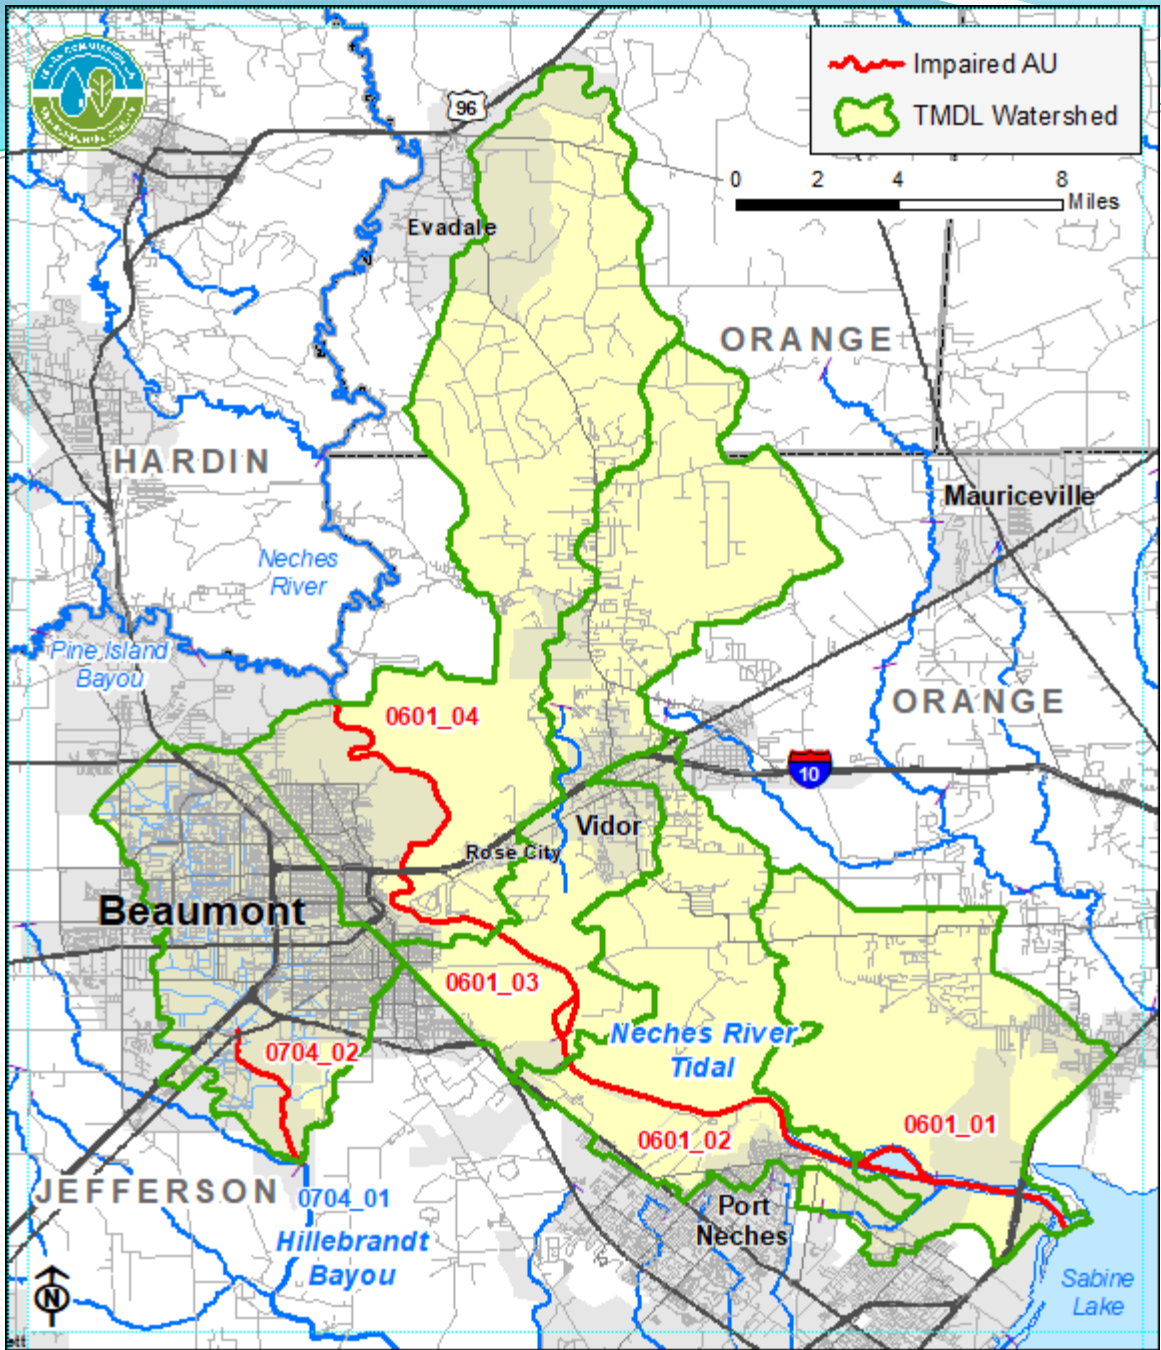 Impaired AU
TMDL Watershed
0 2 4 8
Miles
96
Evadale
ORANGE
HARDIN
Mauriceville
Neches
River
Pine Island
Bayou
ORANGE
0601_04
10
Vidor
Rose City
Beaumont
0601_03
Neches River
Tidal
0704_02
0601_02
0601_01
JEFFERSON
0704_01
Port
Neches
Hillebrandt
Bayou
Sabine
Lake
N
ett